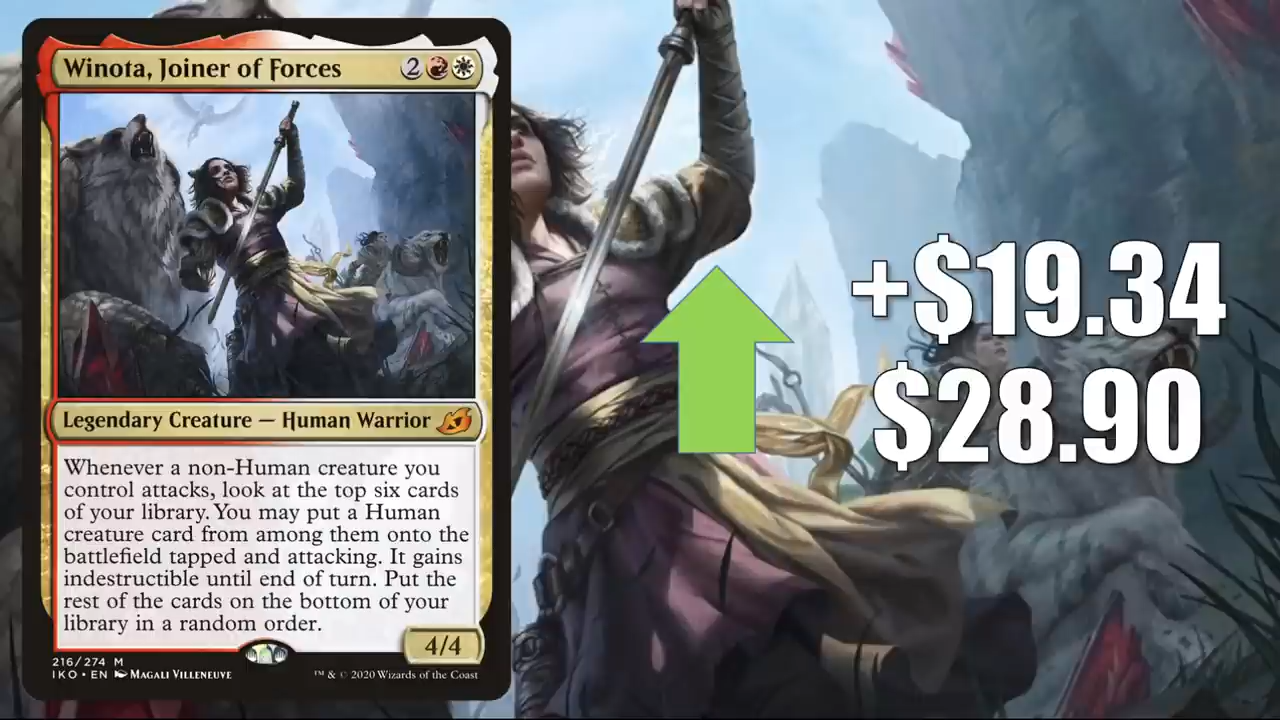 Winota, Joiner of Forces 2
Legendary Creature — Human Warrior
Whenever a non-Human creature you
control attacks, look at the top six cards
of your library. You may put a Human
creature card from among them onto the
battlefield tapped and attacking. It gains
indestructible until end of turn. Put the
rest of the cards on the bottom of your
library in a random order.
4/4
216/274 M
IKO • EN MAGALI VILLENEUVE
™ & © 2020 Wizards of the Coast
+$19.34
$28.90